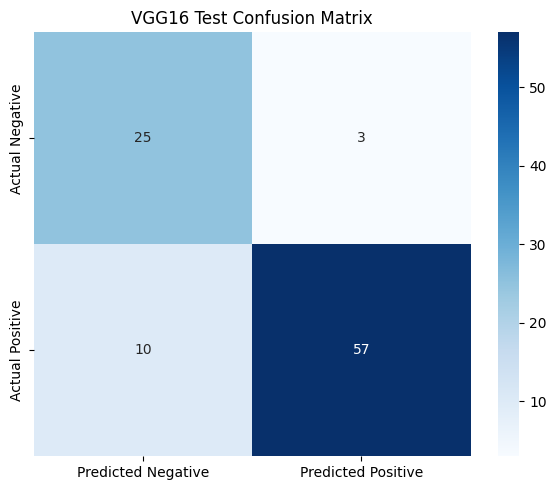 VGG16 Test Confusion Matrix
Actual Negative
25
3
Actual Positive
10
57
Predicted Negative
Predicted Positive
50
40
30
20
10